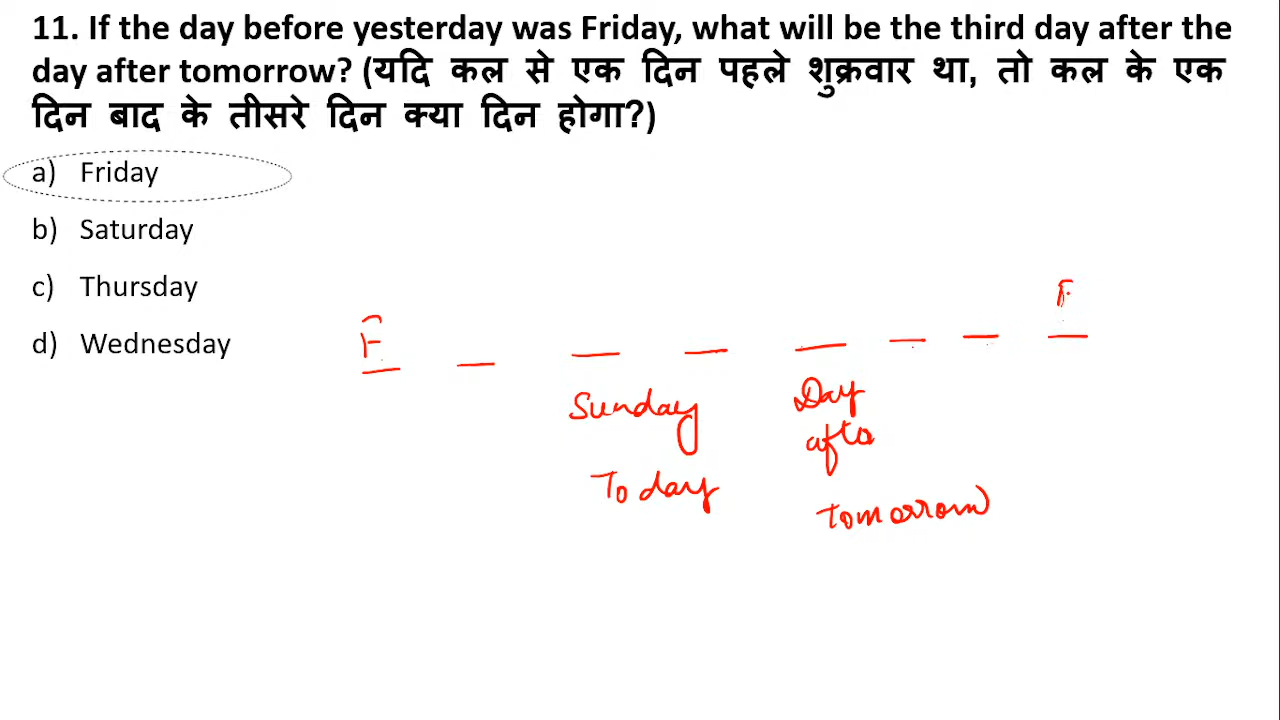 11. If the day before yesterday was Friday, what will be the third day after the
day after tomorrow? (यदि कल से एक दिन पहले शुक्रवार था, तो कल के एक
दिन बाद के तीसरे दिन क्या दिन होगा?)
a) Friday
b) Saturday
c) Thursday
d) Wednesday
F
F
Sunday
Day
Today
tomorrow